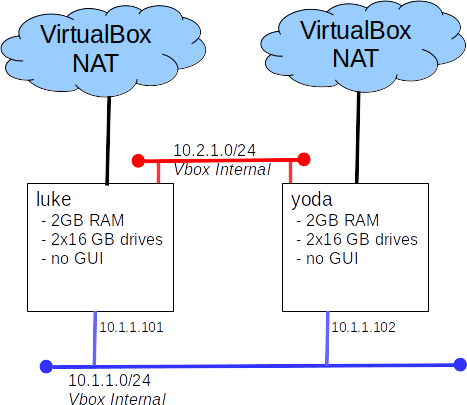 VirtualBox
NAT
VirtualBox
NAT
10.2.1.0/24
Vbox Internal
luke
- 2GB RAM
- 2x16 GB drives
- no GUI
yoda
- 2GB RAM
- 2x16 GB drives
- no GUI
10.1.1.101
10.1.1.102
10.1.1.0/24
Vbox Internal